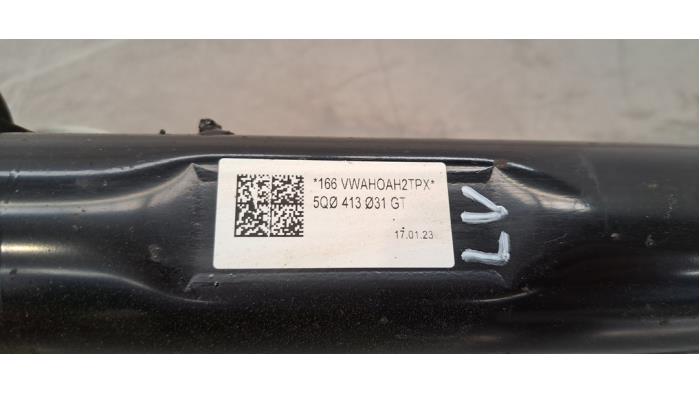 *166 VWAHOAH2TPX*
5QØ 413 Ø31 GT
17.01.23
LV